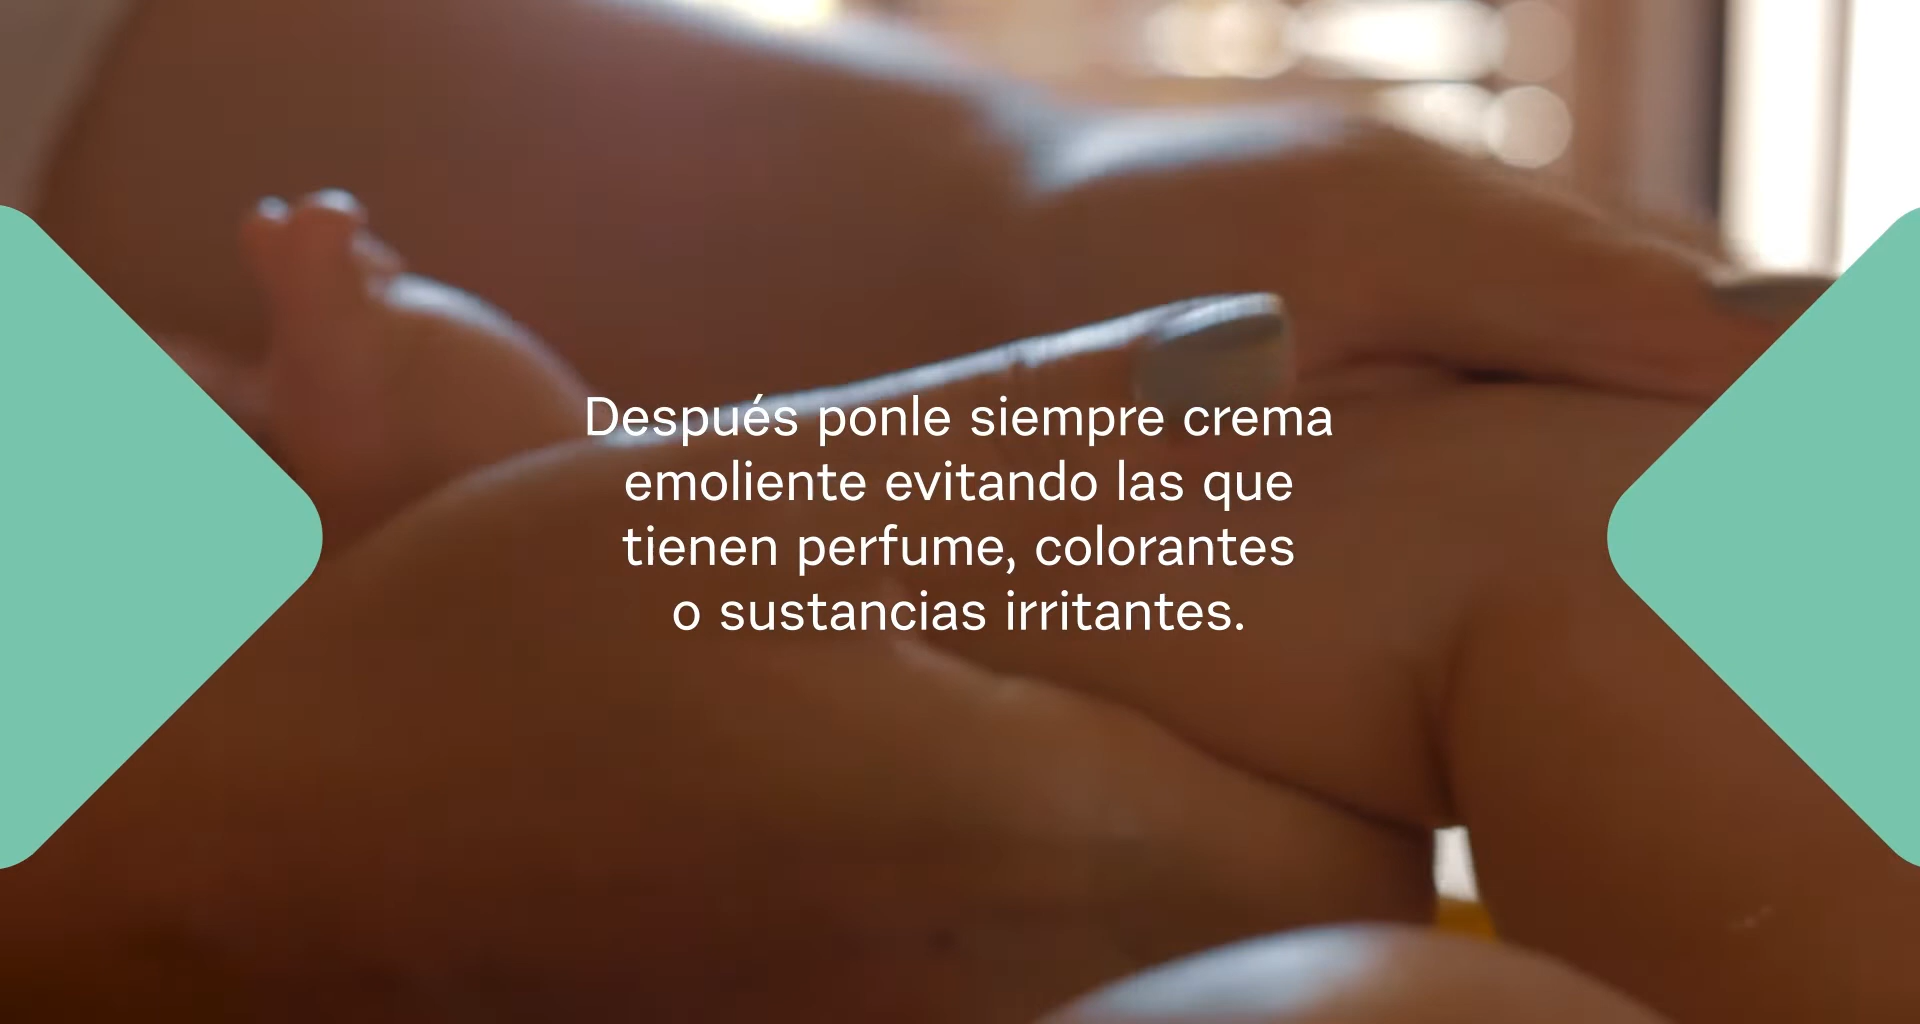 Después ponle siempre crema
emoliente evitando las que
tienen perfume, colorantes
o sustancias irritantes.